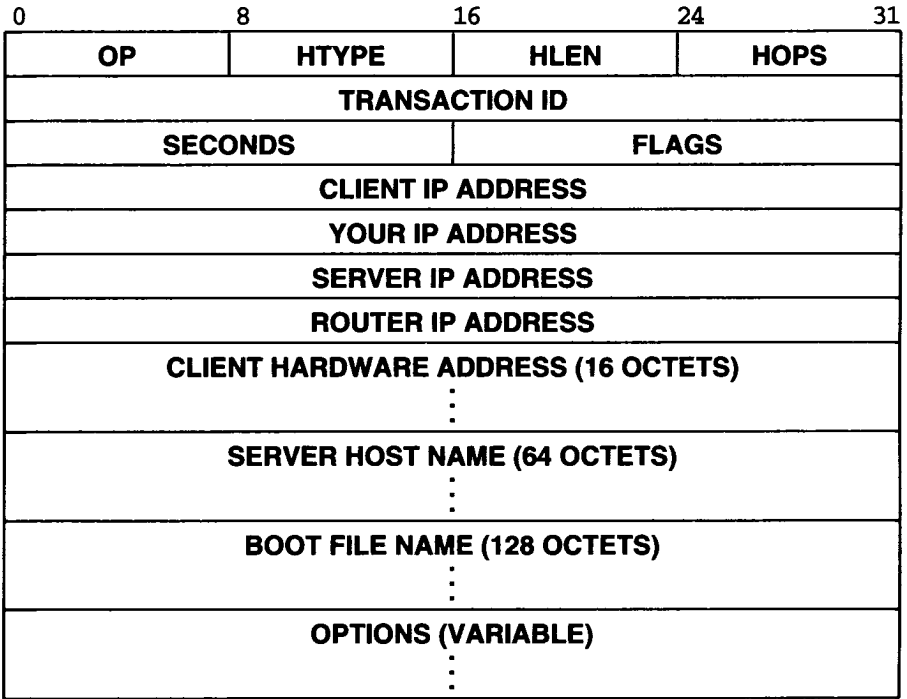 0 8 16 24 31
OP HTYPE HLEN HOPS
TRANSACTION ID
SECONDS FLAGS
CLIENT IP ADDRESS
YOUR IP ADDRESS
SERVER IP ADDRESS
ROUTER IP ADDRESS
CLIENT HARDWARE ADDRESS (16 OCTETS)
SERVER HOST NAME (64 OCTETS)
BOOT FILE NAME (128 OCTETS)
OPTIONS (VARIABLE)